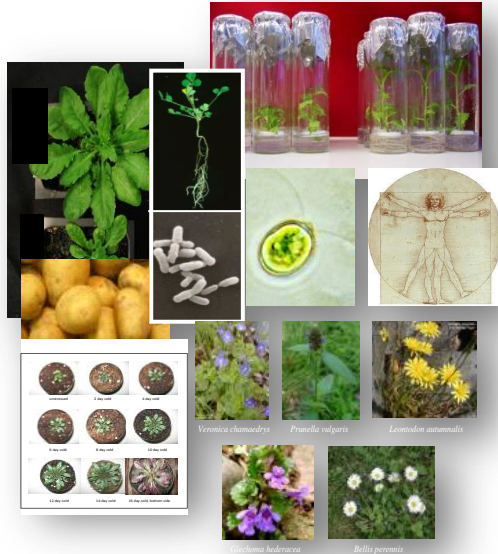 unstressed 2 day cold 4 day cold
6 day cold 8 day cold 10 day cold
12 day cold 14 day cold
Veronica chamaedrys Prunella vulgaris Leontodon autumnalis
Glechoma hederacea Bellis perennis